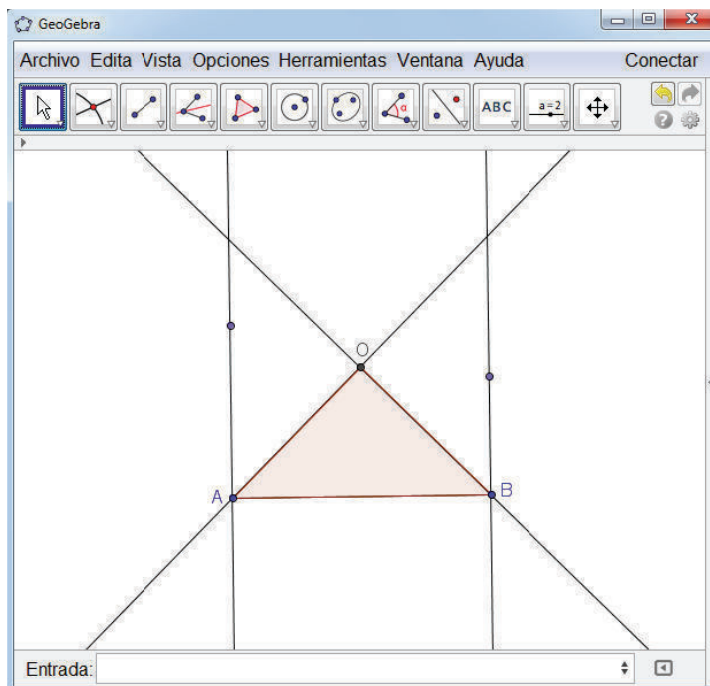 GeoGebra
Archivo Edita Vista Opciones Herramientas Ventana Ayuda Conectar
α ABC a=2
O
A B
Entrada: